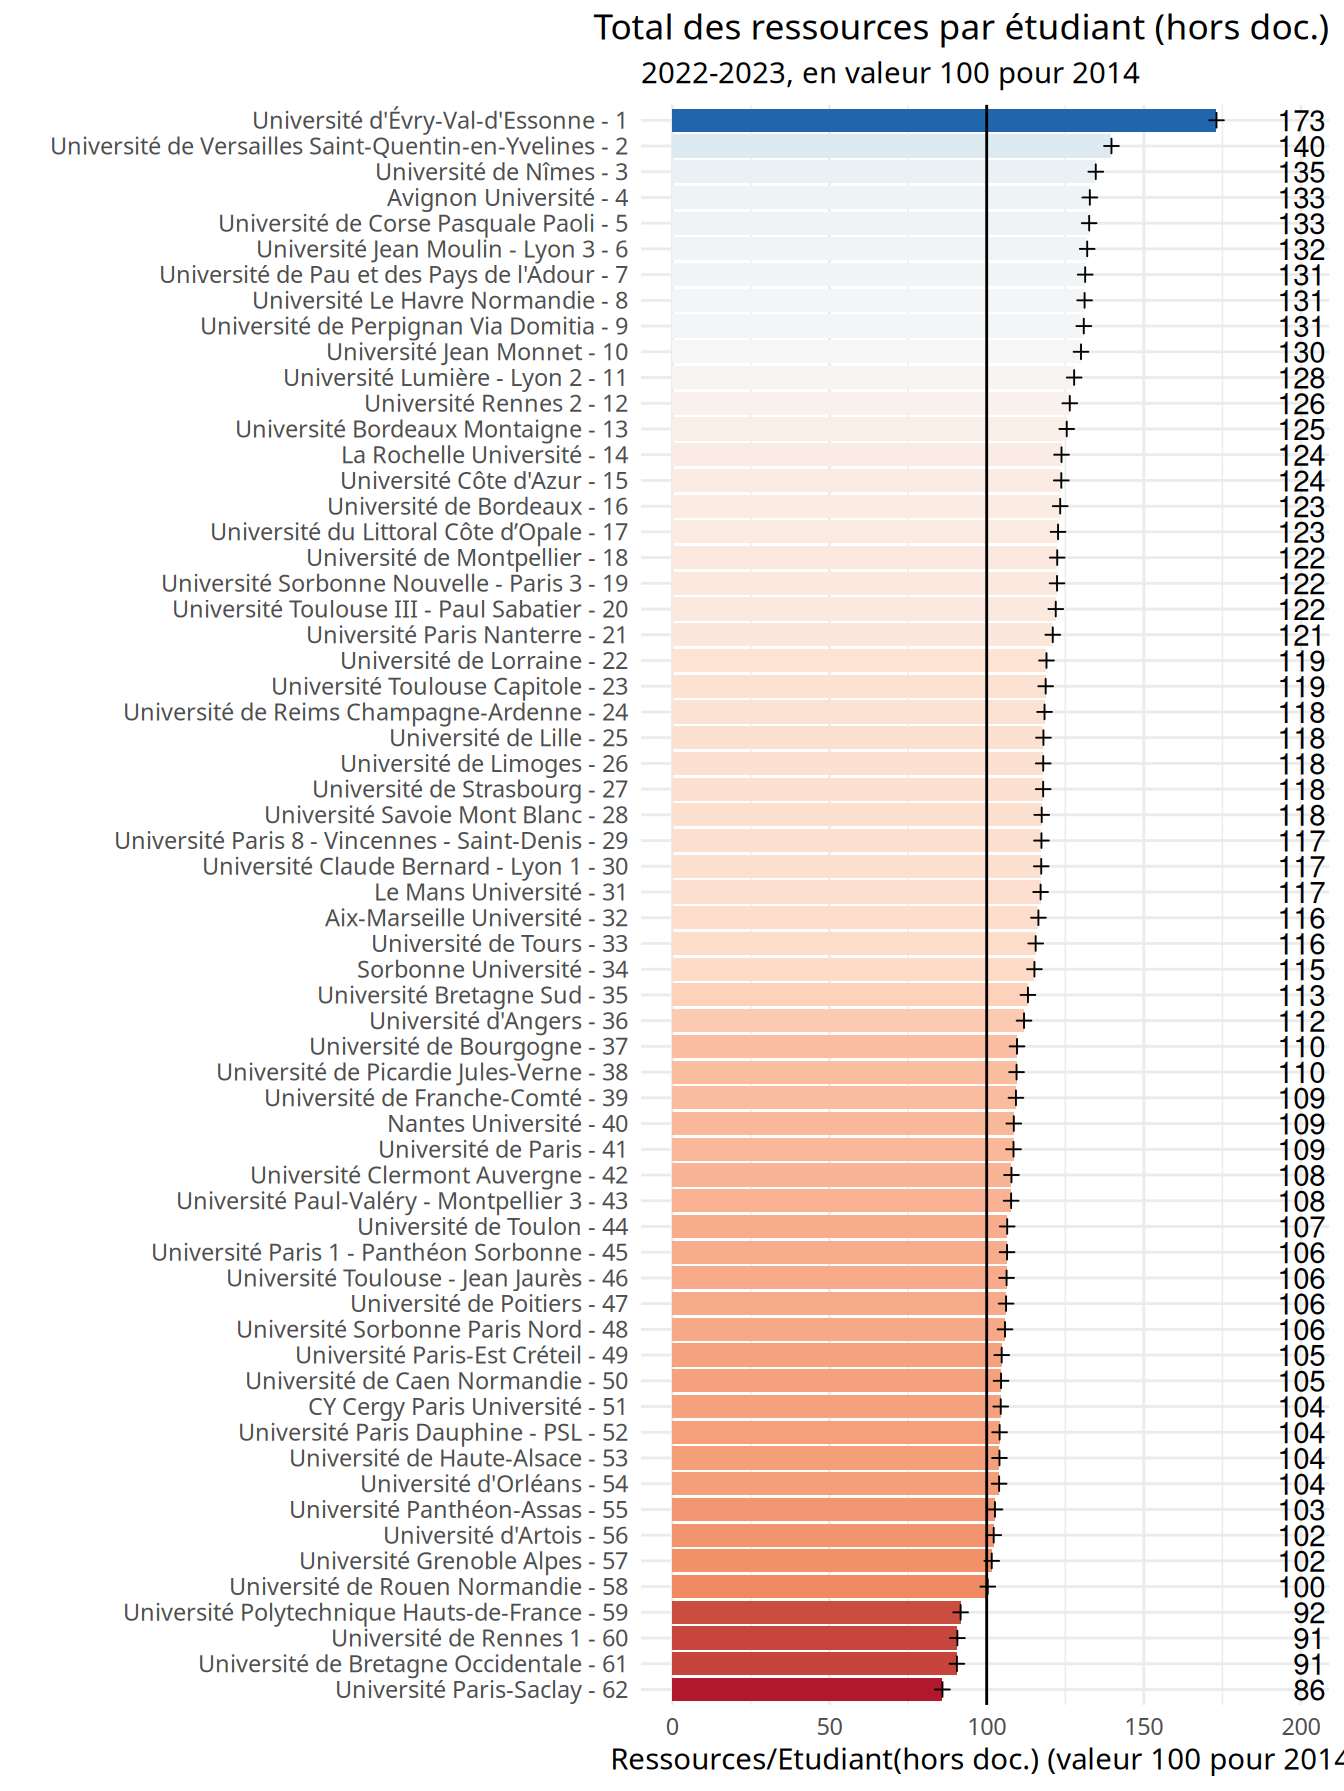 Total des ressources par étudiant (hors doc.)
2022-2023, en valeur 100 pour 2014
Université d'Évry-Val-d'Essonne - 1 173
Université de Versailles Saint-Quentin-en-Yvelines - 2 140
Université de Nîmes - 3 135
Avignon Université - 4 133
Université de Corse Pasquale Paoli - 5 133
Université Jean Moulin - Lyon 3 - 6 132
Université de Pau et des Pays de l'Adour - 7 131
Université Le Havre Normandie - 8 131
Université de Perpignan Via Domitia - 9 131
Université Jean Monnet - 10 130
Université Lumière - Lyon 2 - 11 128
Université Rennes 2 - 12 126
Université Bordeaux Montaigne - 13 125
La Rochelle Université - 14 124
Université Côte d'Azur - 15 124
Université de Bordeaux - 16 123
Université du Littoral Côte d’Opale - 17 123
Université de Montpellier - 18 122
Université Sorbonne Nouvelle - Paris 3 - 19 122
Université Toulouse III - Paul Sabatier - 20 122
Université Paris Nanterre - 21 121
Université de Lorraine - 22 119
Université Toulouse Capitole - 23 119
Université de Reims Champagne-Ardenne - 24 118
Université de Lille - 25 118
Université de Limoges - 26 118
Université de Strasbourg - 27 118
Université Savoie Mont Blanc - 28 118
Université Paris 8 - Vincennes - Saint-Denis - 29 117
Université Claude Bernard - Lyon 1 - 30 117
Le Mans Université - 31 117
Aix-Marseille Université - 32 116
Université de Tours - 33 116
Sorbonne Université - 34 115
Université Bretagne Sud - 35 113
Université d'Angers - 36 112
Université de Bourgogne - 37 110
Université de Picardie Jules-Verne - 38 110
Université de Franche-Comté - 39 109
Nantes Université - 40 109
Université de Paris - 41 109
Université Clermont Auvergne - 42 108
Université Paul-Valéry - Montpellier 3 - 43 108
Université de Toulon - 44 107
Université Paris 1 - Panthéon Sorbonne - 45 106
Université Toulouse - Jean Jaurès - 46 106
Université de Poitiers - 47 106
Université Sorbonne Paris Nord - 48 106
Université Paris-Est Créteil - 49 105
Université de Caen Normandie - 50 105
CY Cergy Paris Université - 51 104
Université Paris Dauphine - PSL - 52 104
Université de Haute-Alsace - 53 104
Université d'Orléans - 54 104
Université Panthéon-Assas - 55 103
Université d'Artois - 56 102
Université Grenoble Alpes - 57 102
Université de Rouen Normandie - 58 100
Université Polytechnique Hauts-de-France - 59 92
Université de Rennes 1 - 60 91
Université de Bretagne Occidentale - 61 91
Université Paris-Saclay - 62 86
0 50 100 150 200
Ressources/Etudiant(hors doc.) (valeur 100 pour 2014